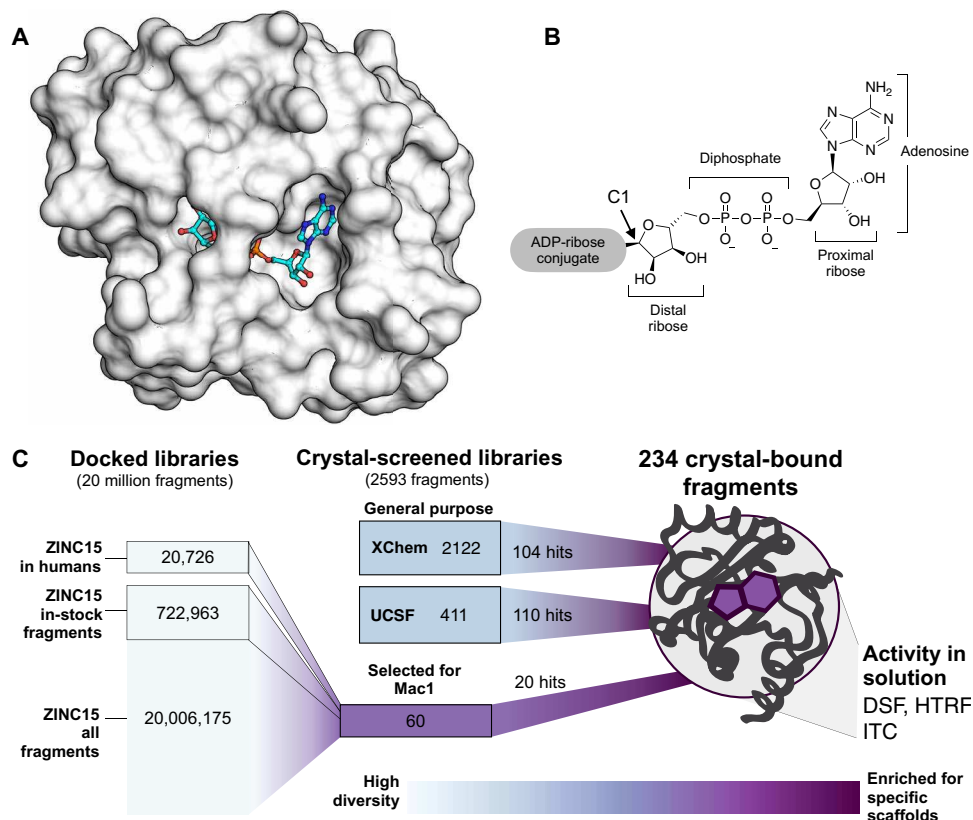 A
B
NH2
N
N
N
N
Adenosine
Diphosphate
O
O
O
OH
C1
O
P
O
P
O
O−
O−
OH
ADP-ribose
conjugate
O
OH
HO
Proximal
ribose
Distal
ribose
C
Docked libraries
(20 million fragments)
Crystal-screened libraries
(2593 fragments)
234 crystal-bound
fragments
General purpose
ZINC15
in humans
20,726
XChem 2122
104 hits
ZINC15
in-stock
fragments
722,963
UCSF 411
110 hits
Selected for
Mac1
20 hits
Activity in
solution
DSF, HTRF
ITC
ZINC15
all
fragments
20,006,175
60
High
diversity
Enriched for
specific
scaffolds